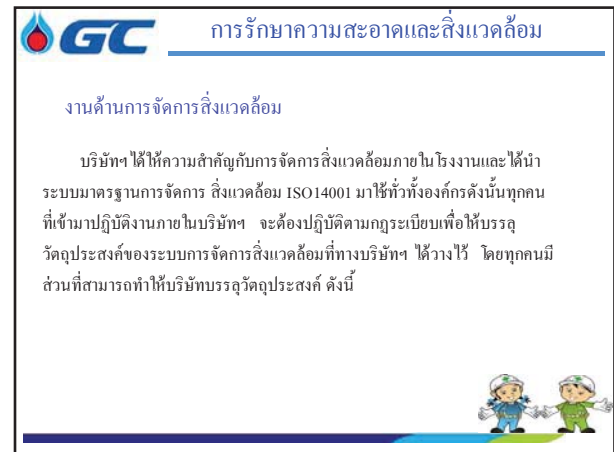 GC
การรักษาความสะอาดและสิ่งแวดล้อม
งานด้านการจัดการสิ่งแวดล้อม
บริษัทฯ ได้ให้ความสำคัญกับการจัดการสิ่งแวดล้อมภายในโรงงานและได้นำ
ระบบมาตรฐานการจัดการ สิ่งแวดล้อม ISO14001 มาใช้ทั่วทั้งองค์กรดังนั้นทุกคน
ที่เข้ามาปฏิบัติงานภายในบริษัทฯ จะต้องปฏิบัติตามกฎระเบียบเพื่อให้บรรลุ
วัตถุประสงค์ของระบบการจัดการสิ่งแวดล้อมที่ทางบริษัทฯ ได้วางไว้ โดยทุกคนมี
ส่วนที่สามารถทำให้บริษัทบรรลุวัตถุประสงค์ ดังนี้